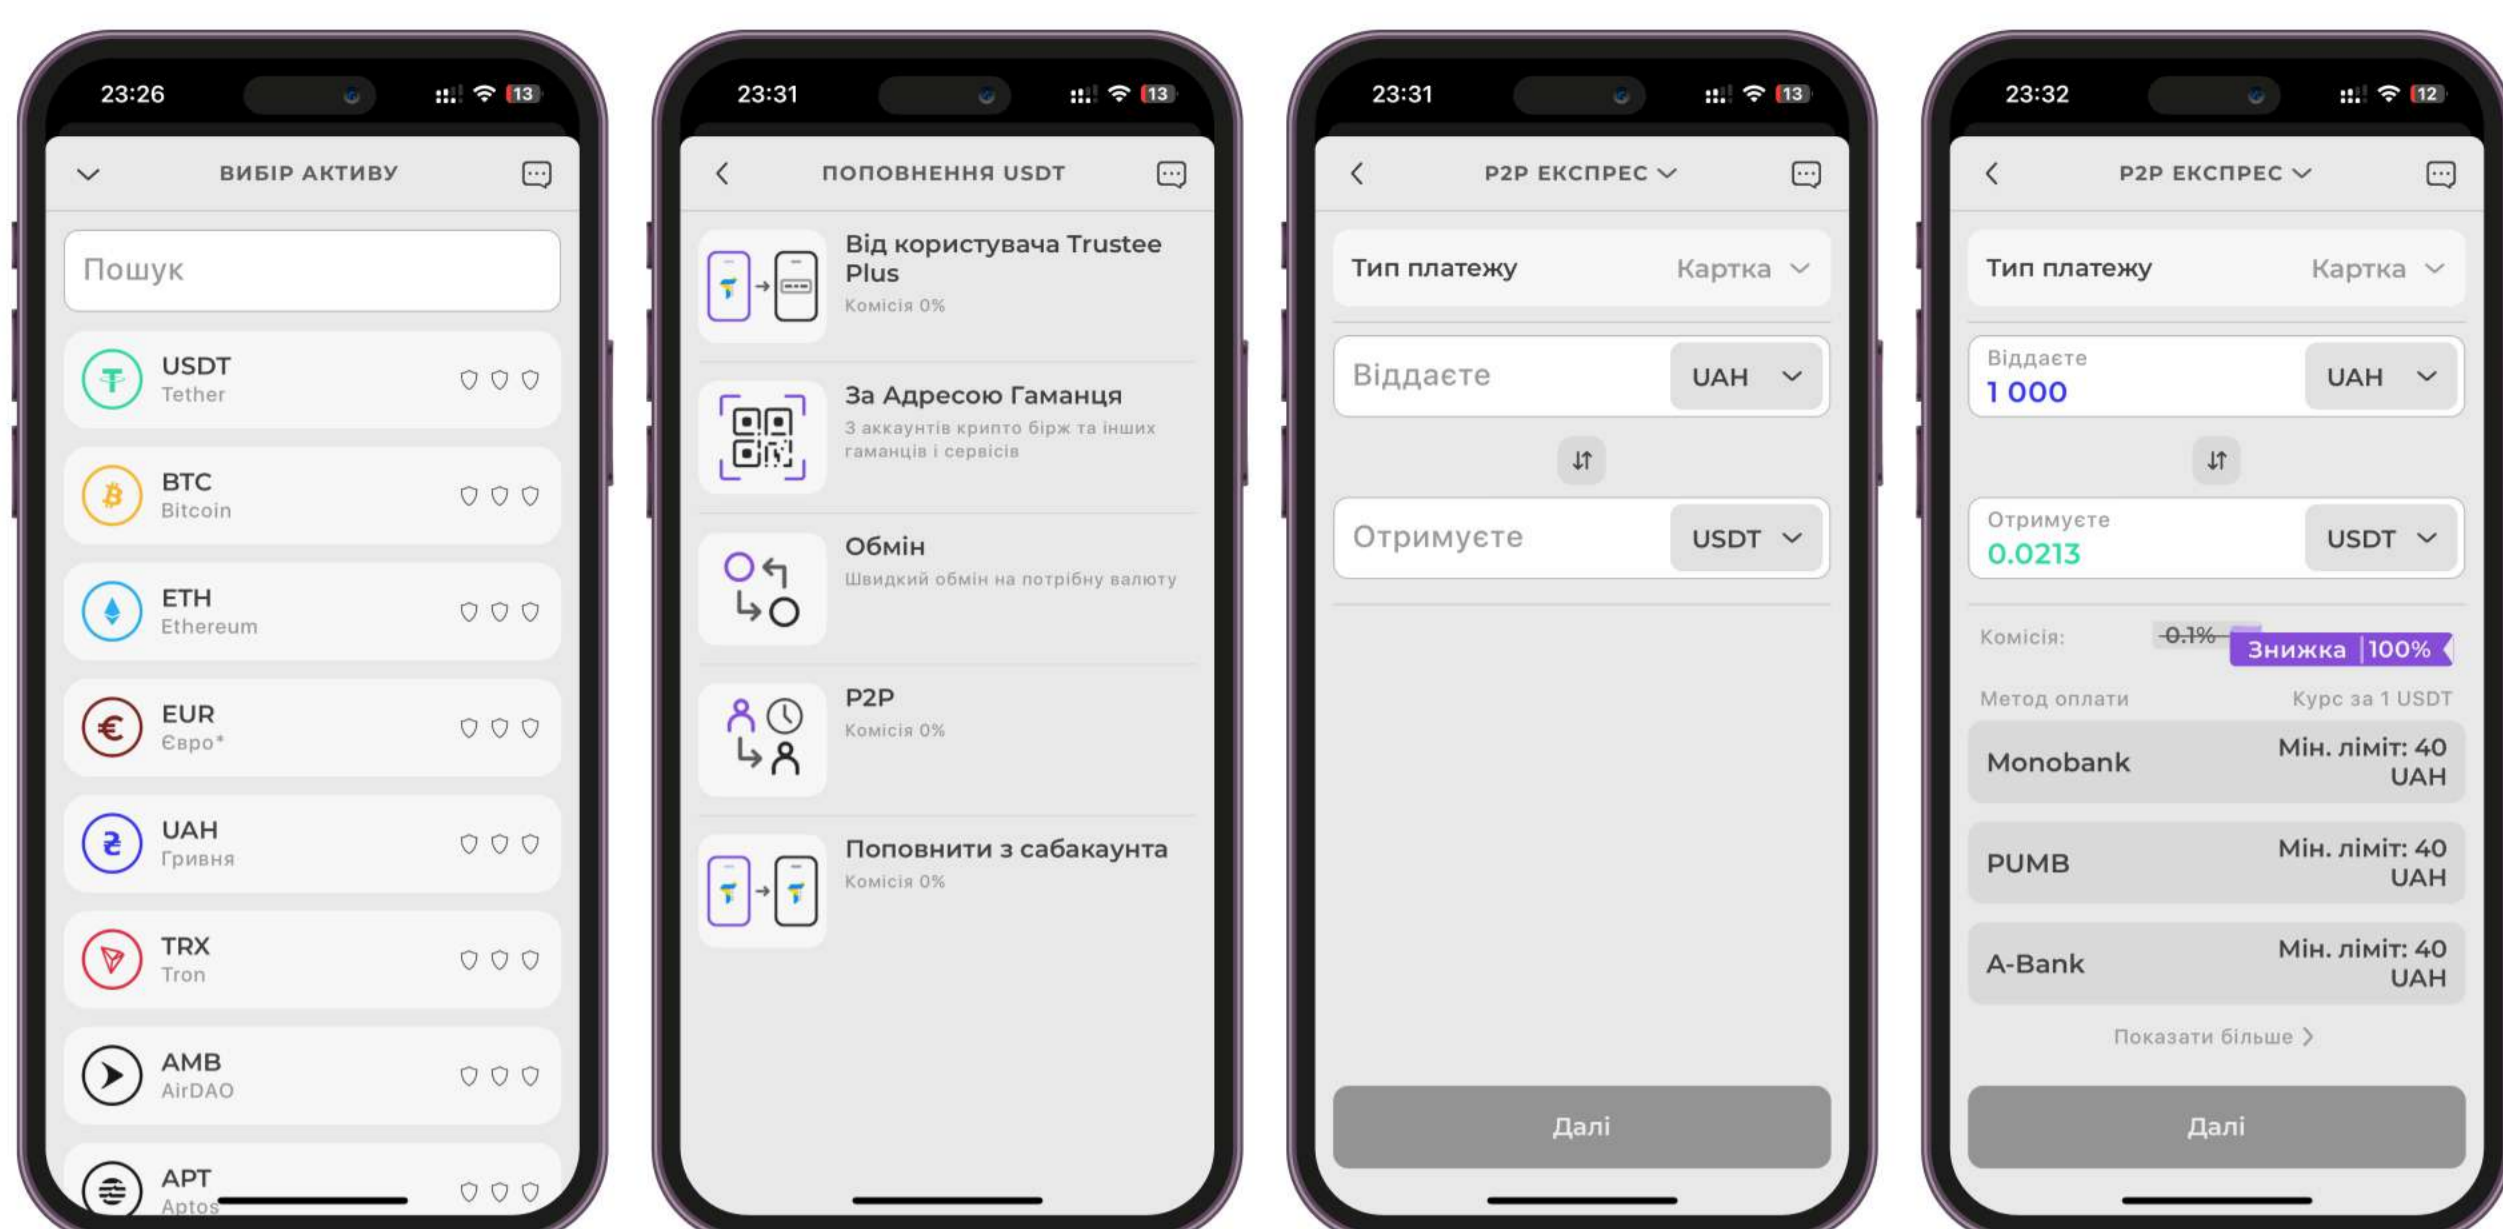 23:26
13
ВИБІР АКТИВУ
Пошук
USDT
Tether
BTC
Bitcoin
ETH
Ethereum
EUR
Євро*
UAH
Гривня
TRX
Tron
AMB
AirDAO
APT
Aptos
23:31
13
ПОПОВНЕННЯ USDT
Від користувача Trustee
Plus
Комісія 0%
За Адресою Гаманця
З аккаунтів крипто бірж та інших
гаманців і сервісів
Обмін
Швидкий обмін на потрібну валюту
P2P
Комісія 0%
Поповнити з сабакаунта
Комісія 0%
23:31
13
P2P ЕКСПРЕС
Тип платежу Картка
Віддаєте UAH
Отримуєте USDT
Далі
23:32
12
P2P ЕКСПРЕС
Тип платежу Картка
Віддаєте
1 000 UAH
Отримуєте
0.0213 USDT
Комісія: 0.1%
Знижка 100%
Метод оплати Курс за 1 USDT
Monobank Мін. ліміт: 40
UAH
PUMB Мін. ліміт: 40
UAH
A-Bank Мін. ліміт: 40
UAH
Показати більше
Далі